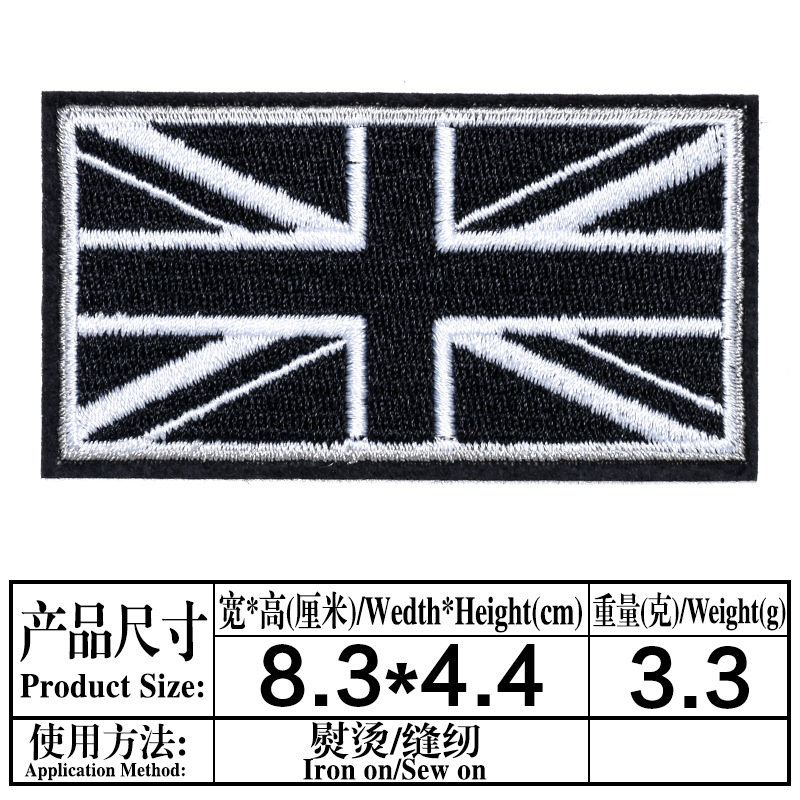 产品尺寸
Product Size:
宽*高(厘米)/Wedth*Height(cm)
重量(克)/Weight(g)
8.3*4.4
3.3
使用方法:
Application Method:
熨烫/缝纫
Iron on/Sew on